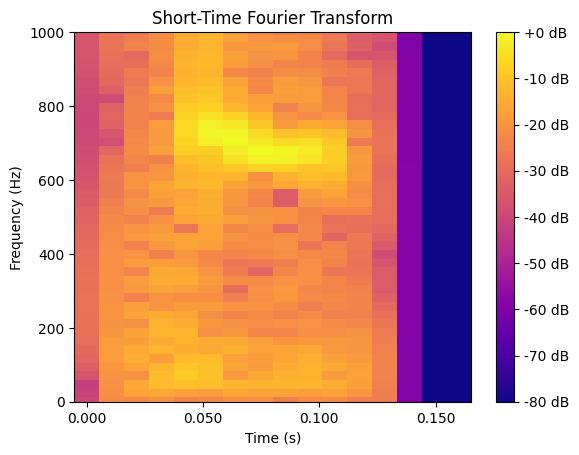 Short-Time Fourier Transform
1000
800
600
400
200
0
Frequency (Hz)
0.000
0.050
0.100
0.150
Time (s)
+0 dB
-10 dB
-20 dB
-30 dB
-40 dB
-50 dB
-60 dB
-70 dB
-80 dB